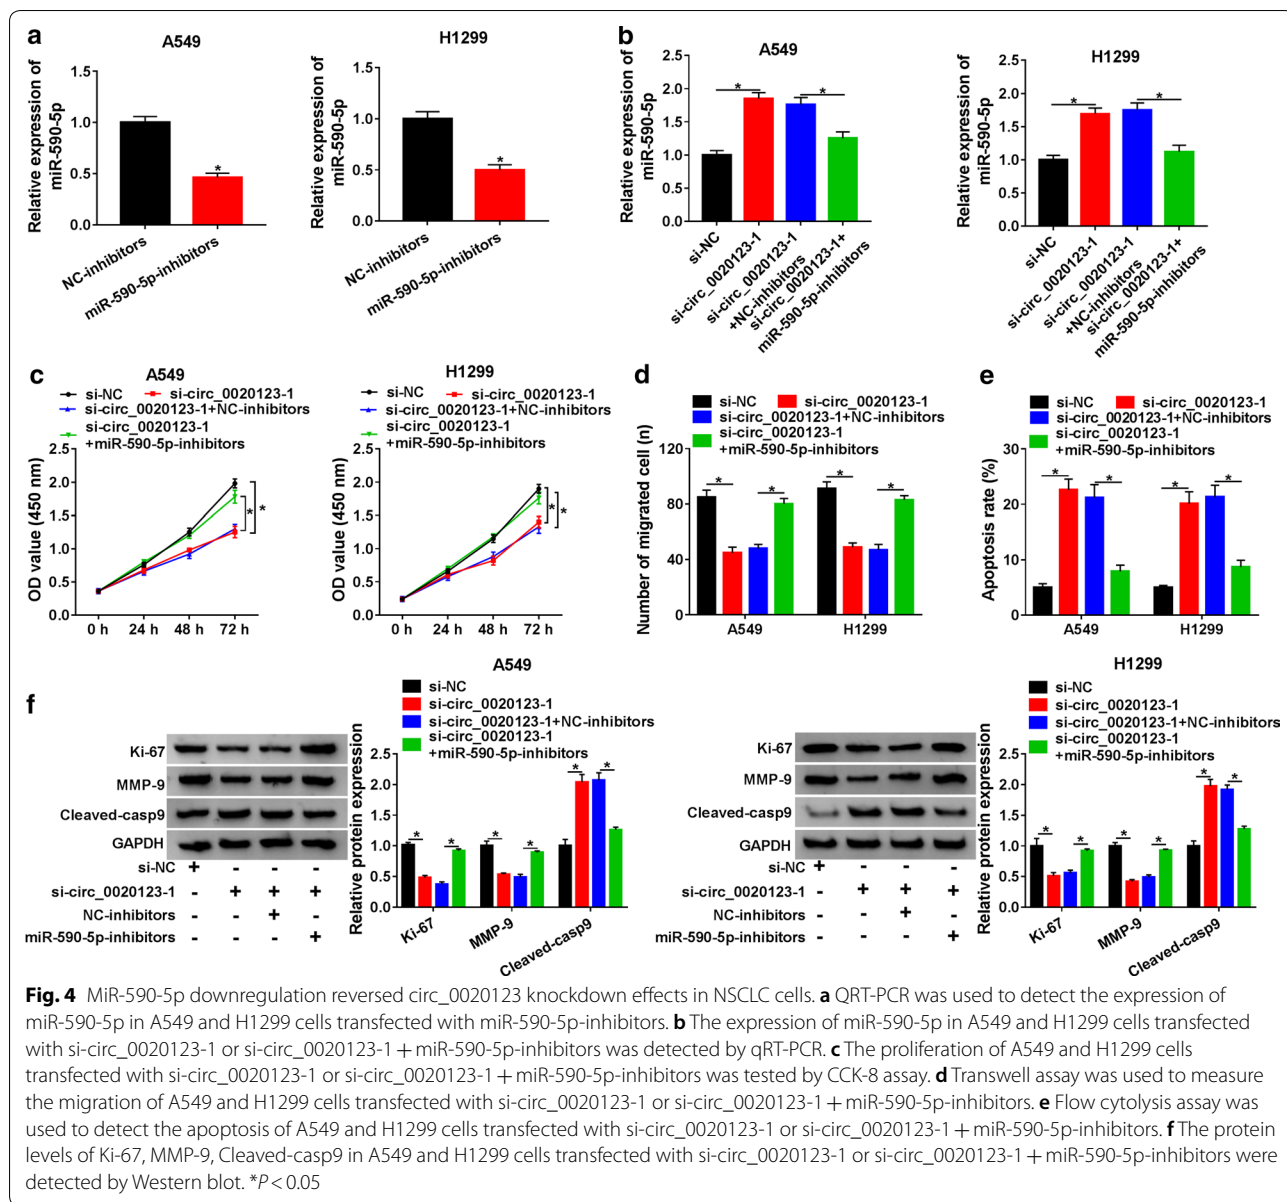 a
A549
Relative expression of
miR-590-5p
1.5
1.0
0.5
0.0
*
NC-inhibitors
miR-590-5p-inhibitors
H1299
Relative expression of
miR-590-5p
1.5
1.0
0.5
0.0
*
NC-inhibitors
miR-590-5p-inhibitors
b
A549
Relative expression of
miR-590-5p
2.5
2.0
1.5
1.0
0.5
0.0
* *
si-NC
si-circ_0020123-1
si-circ_0020123-1
+NC-inhibitors
si-circ_0020123-1+
miR-590-5p-inhibitors
H1299
Relative expression of
miR-590-5p
2.5
2.0
1.5
1.0
0.5
0.0
* *
si-NC
si-circ_0020123-1
si-circ_0020123-1
+NC-inhibitors
si-circ_0020123-1+
miR-590-5p-inhibitors
c
A549
H1299
si-NC si-circ_0020123-1
si-circ_0020123-1+NC-inhibitors
si-circ_0020123-1
+miR-590-5p-inhibitors
OD value (450 nm)
2.5
2.0
1.5
1.0
0.5
0.0
* *
0 h 24 h 48 h 72 h
si-NC si-circ_0020123-1
si-circ_0020123-1+NC-inhibitors
si-circ_0020123-1
+miR-590-5p-inhibitors
OD value (450 nm)
2.5
2.0
1.5
1.0
0.5
0.0
* *
0 h 24 h 48 h 72 h
d
si-NC si-circ_0020123-1
si-circ_0020123-1+NC-inhibitors
si-circ_0020123-1
+miR-590-5p-inhibitors
Number of migrated cell (n)
120
80
40
0
* * * *
A549 H1299
e
si-NC si-circ_0020123-1
si-circ_0020123-1+NC-inhibitors
si-circ_0020123-1
+miR-590-5p-inhibitors
Apoptosis rate (%)
30
20
10
0
* * * *
A549 H1299
f
Ki-67
MMP-9
Cleaved-casp9
GAPDH
si-NC + - - -
si-circ_0020123-1 - + + +
NC-inhibitors - - + -
miR-590-5p-inhibitors - - - +
A549
si-NC
si-circ_0020123-1
si-circ_0020123-1+NC-inhibitors
si-circ_0020123-1
+miR-590-5p-inhibitors
Relative protein expression
2.5
2.0
1.5
1.0
0.5
0.0
* * * * * *
Ki-67 MMP-9 Cleaved-casp9
Ki-67
MMP-9
Cleaved-casp9
GAPDH
si-NC + - - -
si-circ_0020123-1 - + + +
NC-inhibitors - - + -
miR-590-5p-inhibitors - - - +
H1299
si-NC
si-circ_0020123-1
si-circ_0020123-1+NC-inhibitors
si-circ_0020123-1
+miR-590-5p-inhibitors
Relative protein expression
2.5
2.0
1.5
1.0
0.5
0.0
* * * * * *
Ki-67 MMP-9 Cleaved-casp9
Fig. 4 MiR-590-5p downregulation reversed circ_0020123 knockdown effects in NSCLC cells. a QRT-PCR was used to detect the expression of
miR-590-5p in A549 and H1299 cells transfected with miR-590-5p-inhibitors. b The expression of miR-590-5p in A549 and H1299 cells transfected
with si-circ_0020123-1 or si-circ_0020123-1 + miR-590-5p-inhibitors was detected by qRT-PCR. c The proliferation of A549 and H1299 cells
transfected with si-circ_0020123-1 or si-circ_0020123-1 + miR-590-5p-inhibitors was tested by CCK-8 assay. d Transwell assay was used to measure
the migration of A549 and H1299 cells transfected with si-circ_0020123-1 or si-circ_0020123-1 + miR-590-5p-inhibitors. e Flow cytolysis assay was
used to detect the apoptosis of A549 and H1299 cells transfected with si-circ_0020123-1 or si-circ_0020123-1 + miR-590-5p-inhibitors. f The protein
levels of Ki-67, MMP-9, Cleaved-casp9 in A549 and H1299 cells transfected with si-circ_0020123-1 or si-circ_0020123-1 + miR-590-5p-inhibitors were
detected by Western blot. *P < 0.05